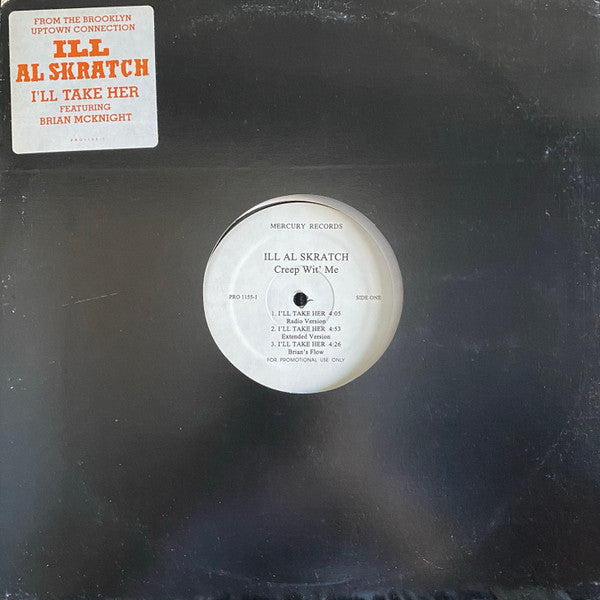 FROM THE BROOKLYN
UPTOWN CONNECTION
ILL
AL SKRATCH
I'LL TAKE HER
FEATURING
BRIAN MCKNIGHT
MERCURY RECORDS
ILL AL SKRATCH
Creep Wit' Me
PRO 1155-1
SIDE ONE
1. I'LL TAKE HER 4:05
Radio Version
2. I'LL TAKE HER 4:53
Extended Version
3. I'LL TAKE HER 4:26
Brian's Flow
FOR PROMOTIONAL USE ONLY